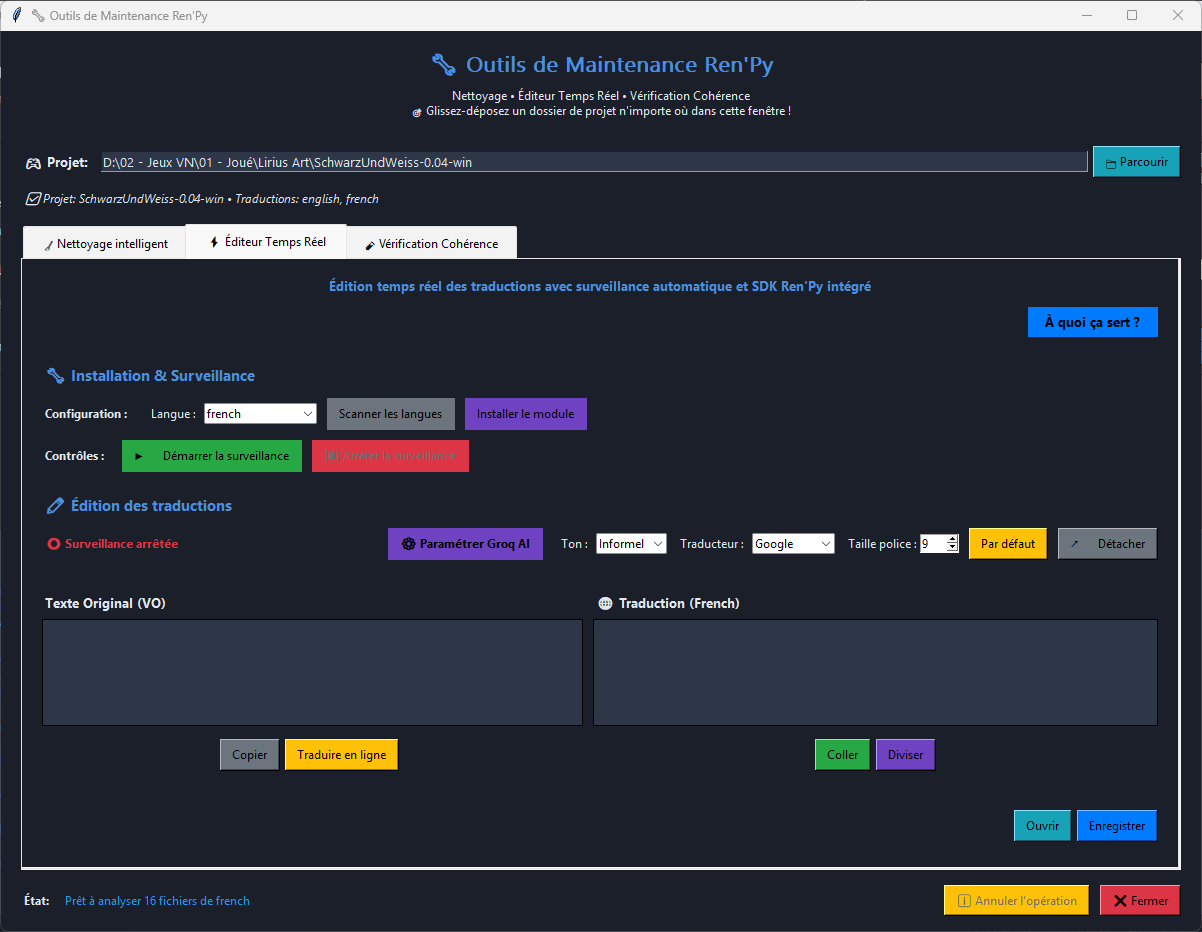 Outils de Maintenance Ren'Py
Outils de Maintenance Ren'Py
Nettoyage • Éditeur Temps Réel • Vérification Cohérence
Glissez-déposez un dossier de projet n'importe où dans cette fenêtre !
Projet: D:\02 - Jeux VN\01 - Joué\Lirius Art\SchwarzUndWeiss-0.04-win Parcourir
Projet: SchwarzUndWeiss-0.04-win • Traductions: english, french
Nettoyage intelligent Éditeur Temps Réel Vérification Cohérence
Édition temps réel des traductions avec surveillance automatique et SDK Ren'Py intégré
À quoi ça sert ?
Installation & Surveillance
Configuration : Langue : french Scanner les langues Installer le module
Contrôles : Démarrer la surveillance Arrêter la surveillance
Édition des traductions
Surveillance arrêtée Paramétrer Groq AI Ton : Informel Traducteur : Google Taille police : 9 Par défaut Détacher
Texte Original (VO) Traduction (French)
Copier Traduire en ligne Coller Diviser
Ouvrir Enregistrer
État: Prêt à analyser 16 fichiers de french Annuler l'opération Fermer